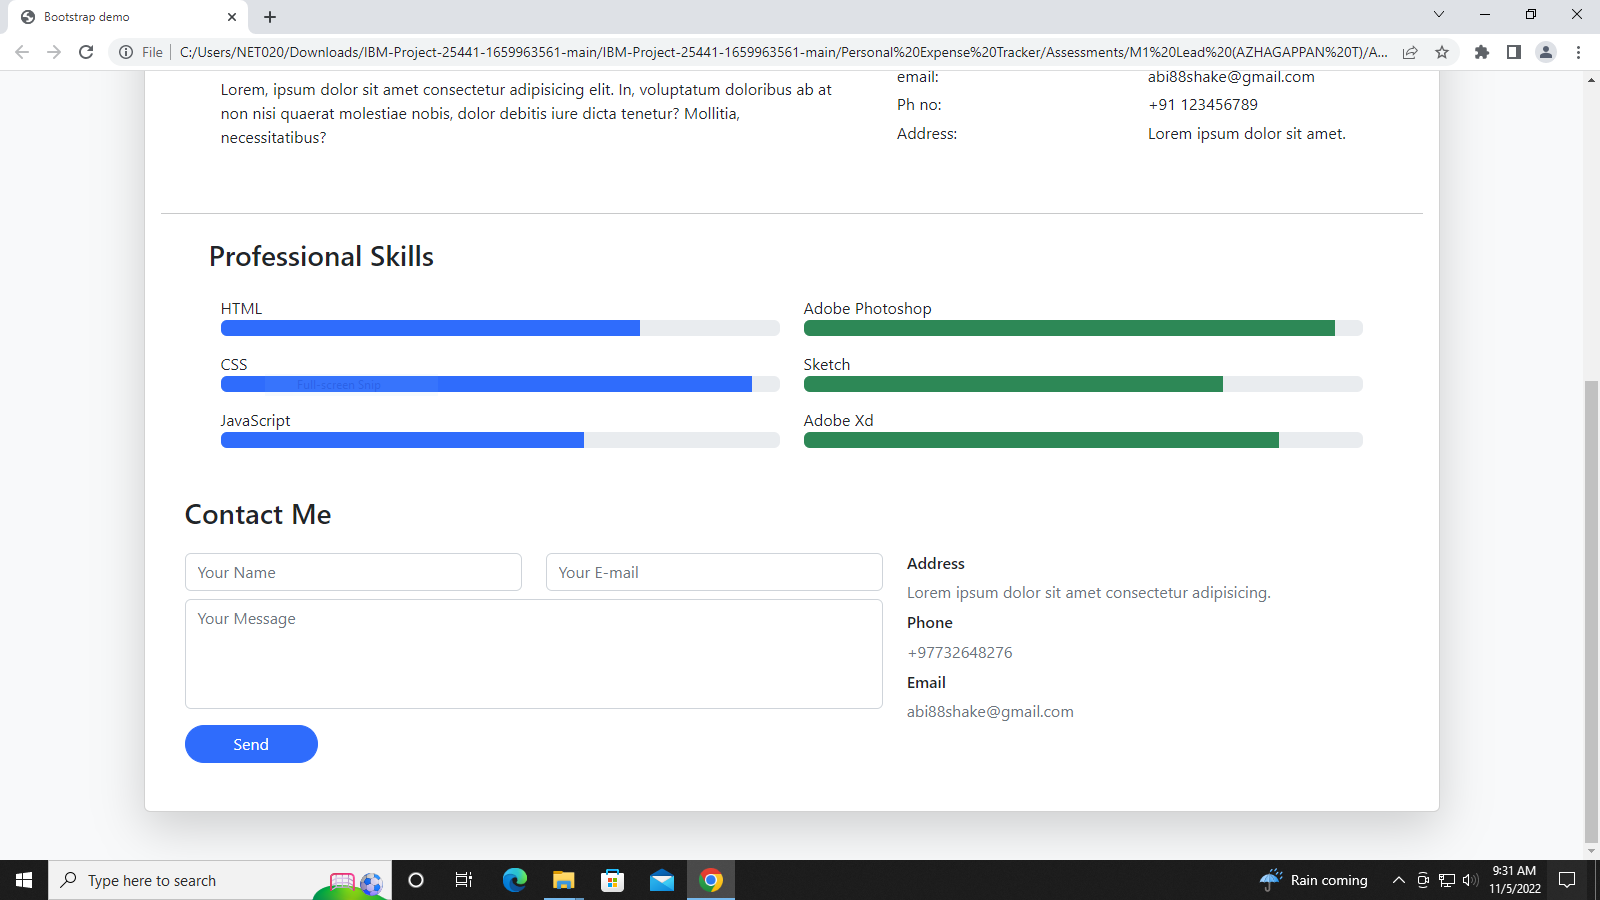 Bootstrap demo
File
C:/Users/NET020/Downloads/IBM-Project-25441-1659963561-main/IBM-Project-25441-1659963561-main/Personal%20Expense%20Tracker/Assessments/M1%20Lead%20(AZHAGAPPAN%20T)/A...
Lorem, ipsum dolor sit amet consectetur adipisicing elit. In, voluptatum doloribus ab at
non nisi quaerat molestiae nobis, dolor debitis iure dicta tenetur? Mollitia,
necessitatibus?
email: abi88shake@gmail.com
Ph no: +91 123456789
Address: Lorem ipsum dolor sit amet.
Professional Skills
HTML
CSS
Full-screen Snip
JavaScript
Adobe Photoshop
Sketch
Adobe Xd
Contact Me
Your Name
Your E-mail
Your Message
Send
Address
Lorem ipsum dolor sit amet consectetur adipisicing.
Phone
+97732648276
Email
abi88shake@gmail.com
Type here to search
Rain coming
9:31 AM
11/5/2022